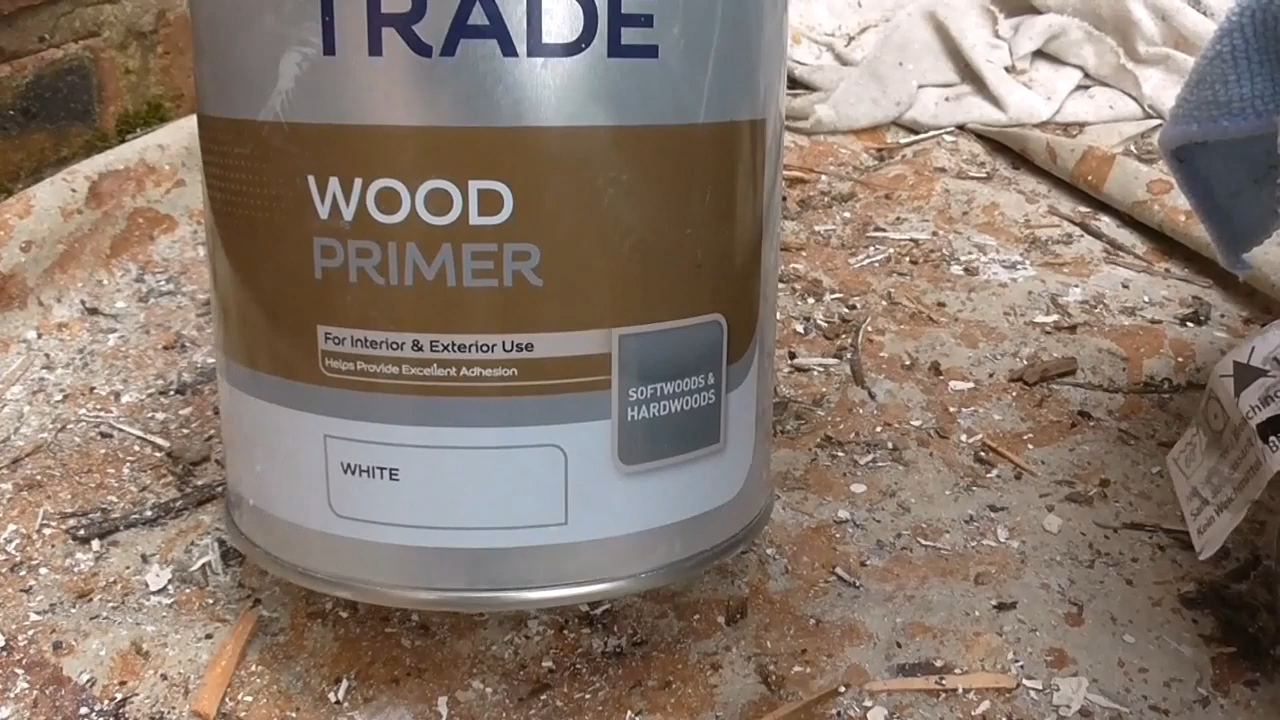 TRADE
WOOD
PRIMER
For Interior & Exterior Use
Helps Provide Excellent Adhesion
SOFTWOODS &
HARDWOODS
WHITE